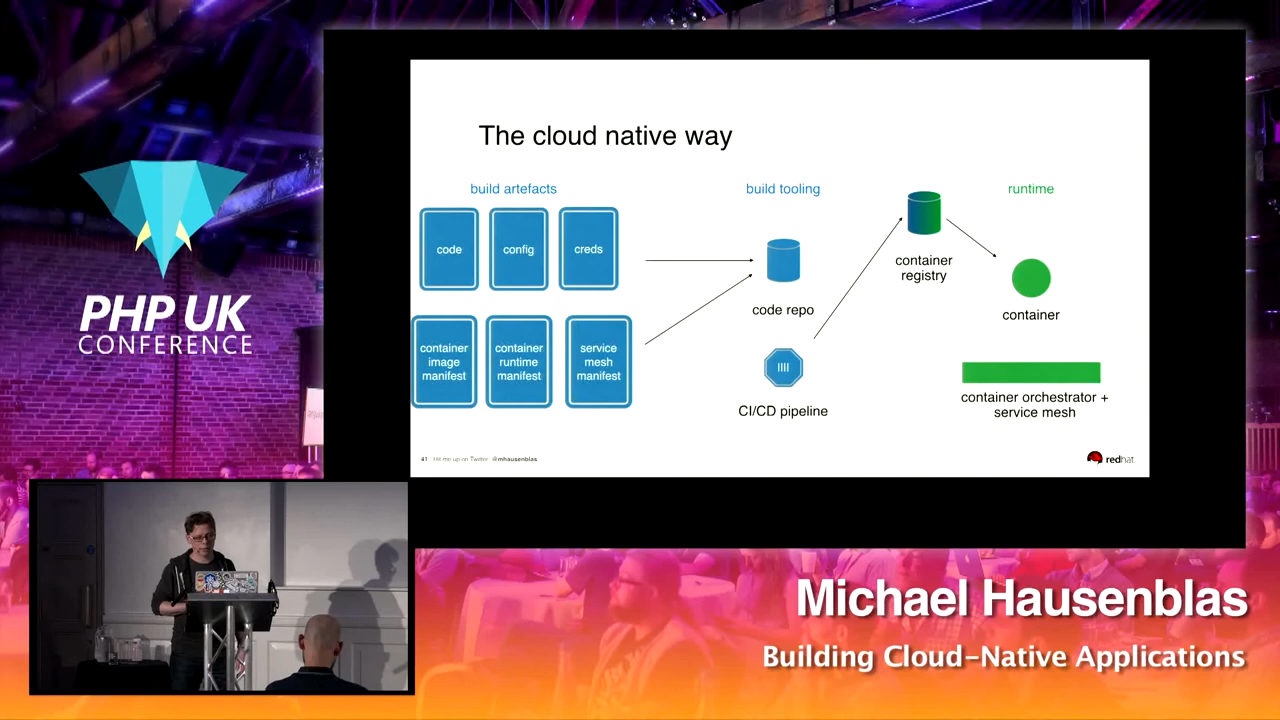 The cloud native way
build artefacts
build tooling
runtime
code
config
creds
container
image
manifest
container
runtime
manifest
service
mesh
manifest
code repo
CI/CD pipeline
container
registry
container
container orchestrator +
service mesh
41 Hit me up on Twitter: @mhausenblas
redhat
PHP UK
CONFERENCE
Michael Hausenblas
Building Cloud-Native Applications